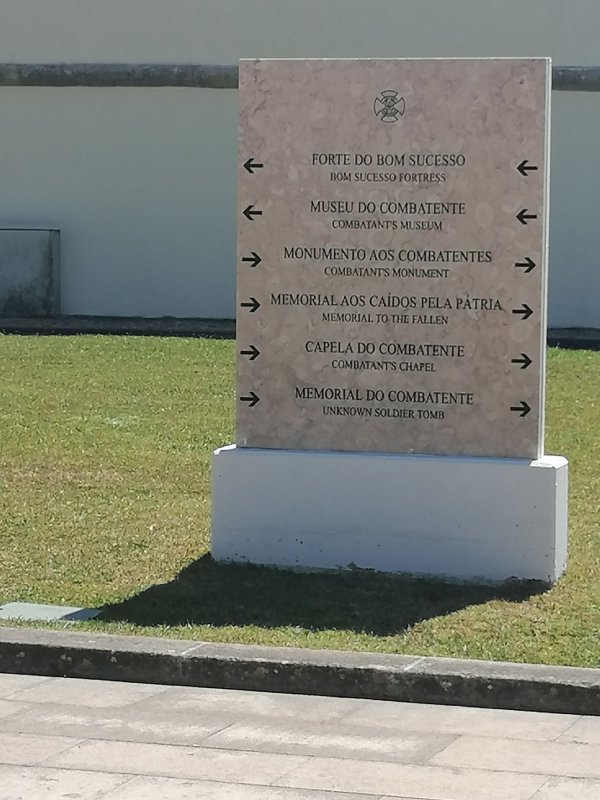 FORTE DO BOM SUCESSO
BOM SUCESSO FORTRESS
MUSEU DO COMBATENTE
COMBATANT'S MUSEUM
MONUMENTO AOS COMBATENTES
COMBATANT'S MONUMENT
MEMORIAL AOS CAÍDOS PELA PÁTRIA
MEMORIAL TO THE FALLEN
CAPELA DO COMBATENTE
COMBATANT'S CHAPEL
MEMORIAL DO COMBATENTE
UNKNOWN SOLDIER TOMB